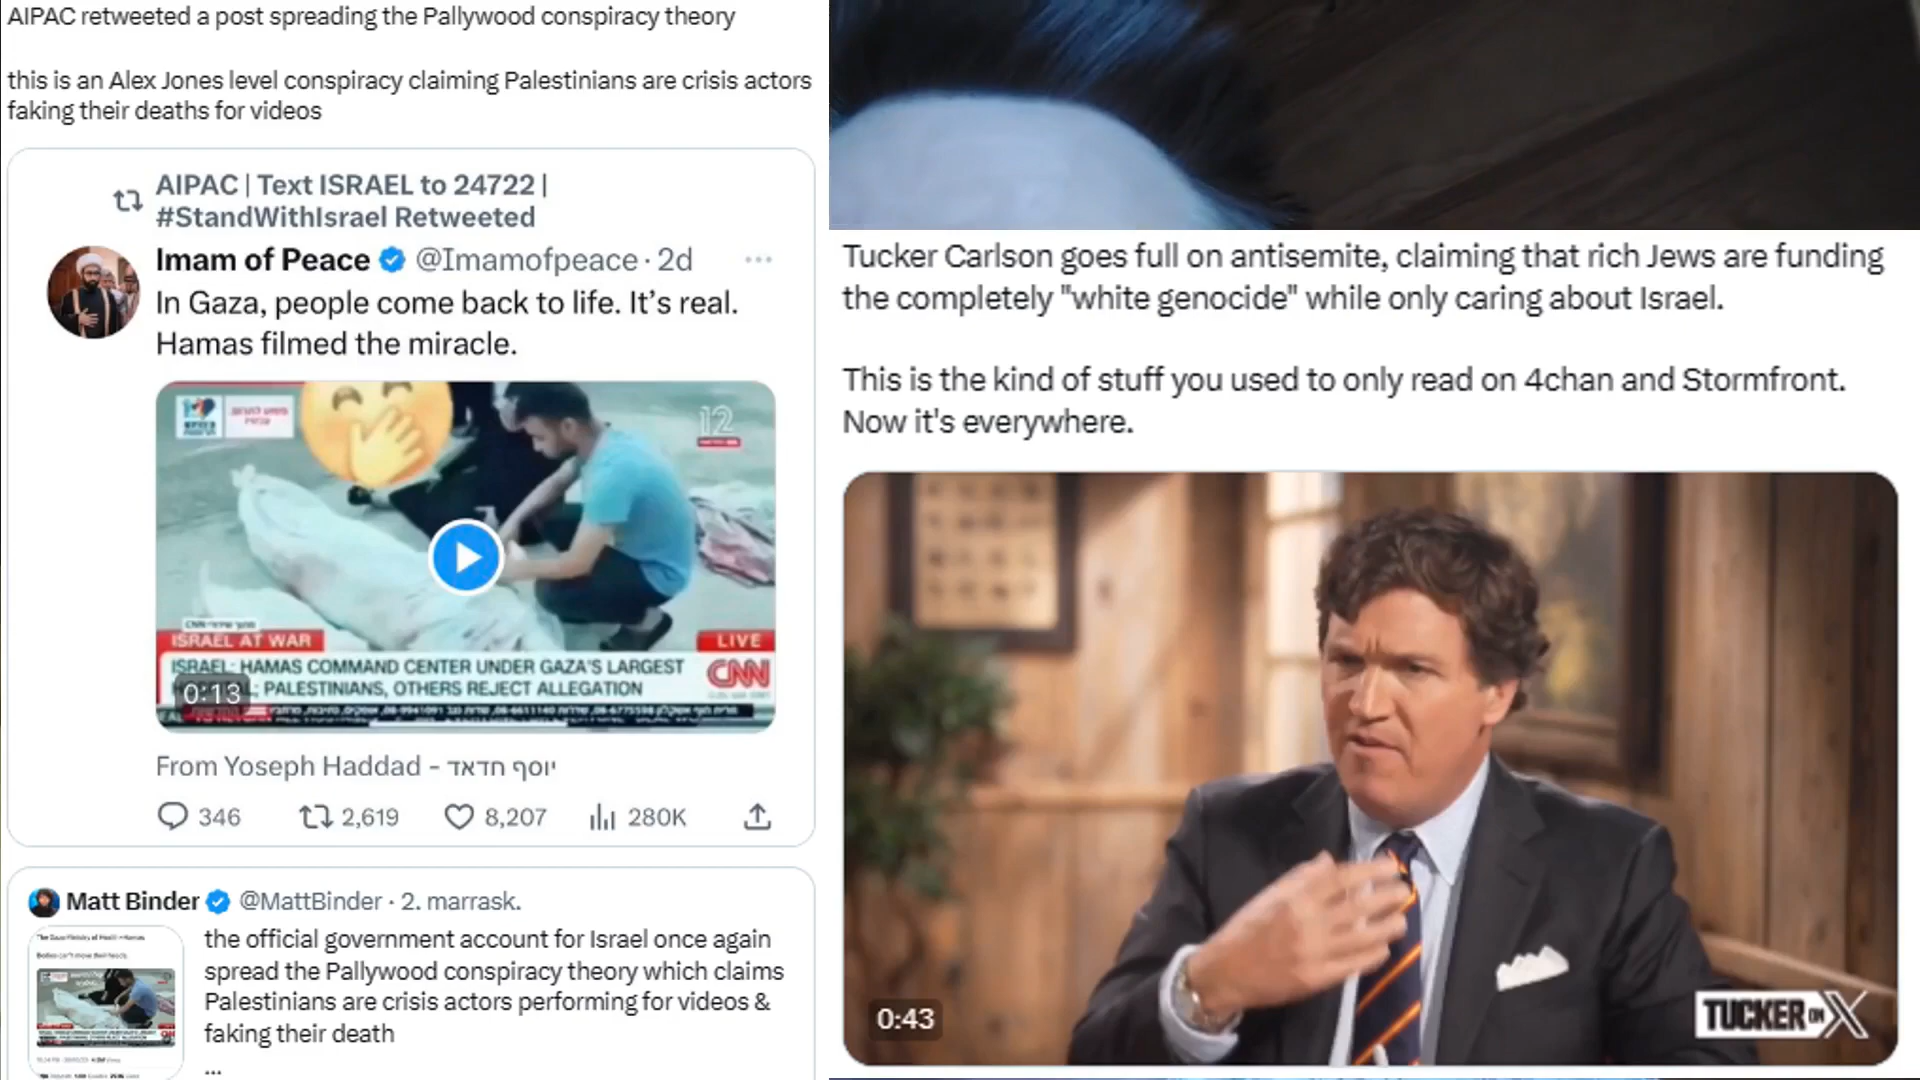 AIPAC retweeted a post spreading the Pallywood conspiracy theory
this is an Alex Jones level conspiracy claiming Palestinians are crisis actors
faking their deaths for videos
AIPAC | Text ISRAEL to 24722 |
#StandWithIsrael Retweeted
Imam of Peace @Imamofpeace · 2d
In Gaza, people come back to life. It's real.
Hamas filmed the miracle.
12
ISRAEL AT WAR
LIVE
ISRAEL: HAMAS COMMAND CENTER UNDER GAZA'S LARGEST
; PALESTINIANS, OTHERS REJECT ALLEGATION
CNN
0:13
From Yoseph Haddad - יוסף חדאד
346 2,619 8,207 280K
Matt Binder @MattBinder · 2. marrask.
the official government account for Israel once again
spread the Pallywood conspiracy theory which claims
Palestinians are crisis actors performing for videos &
faking their death
...
Tucker Carlson goes full on antisemite, claiming that rich Jews are funding
the completely "white genocide" while only caring about Israel.
This is the kind of stuff you used to only read on 4chan and Stormfront.
Now it's everywhere.
0:43
TUCKER ON X